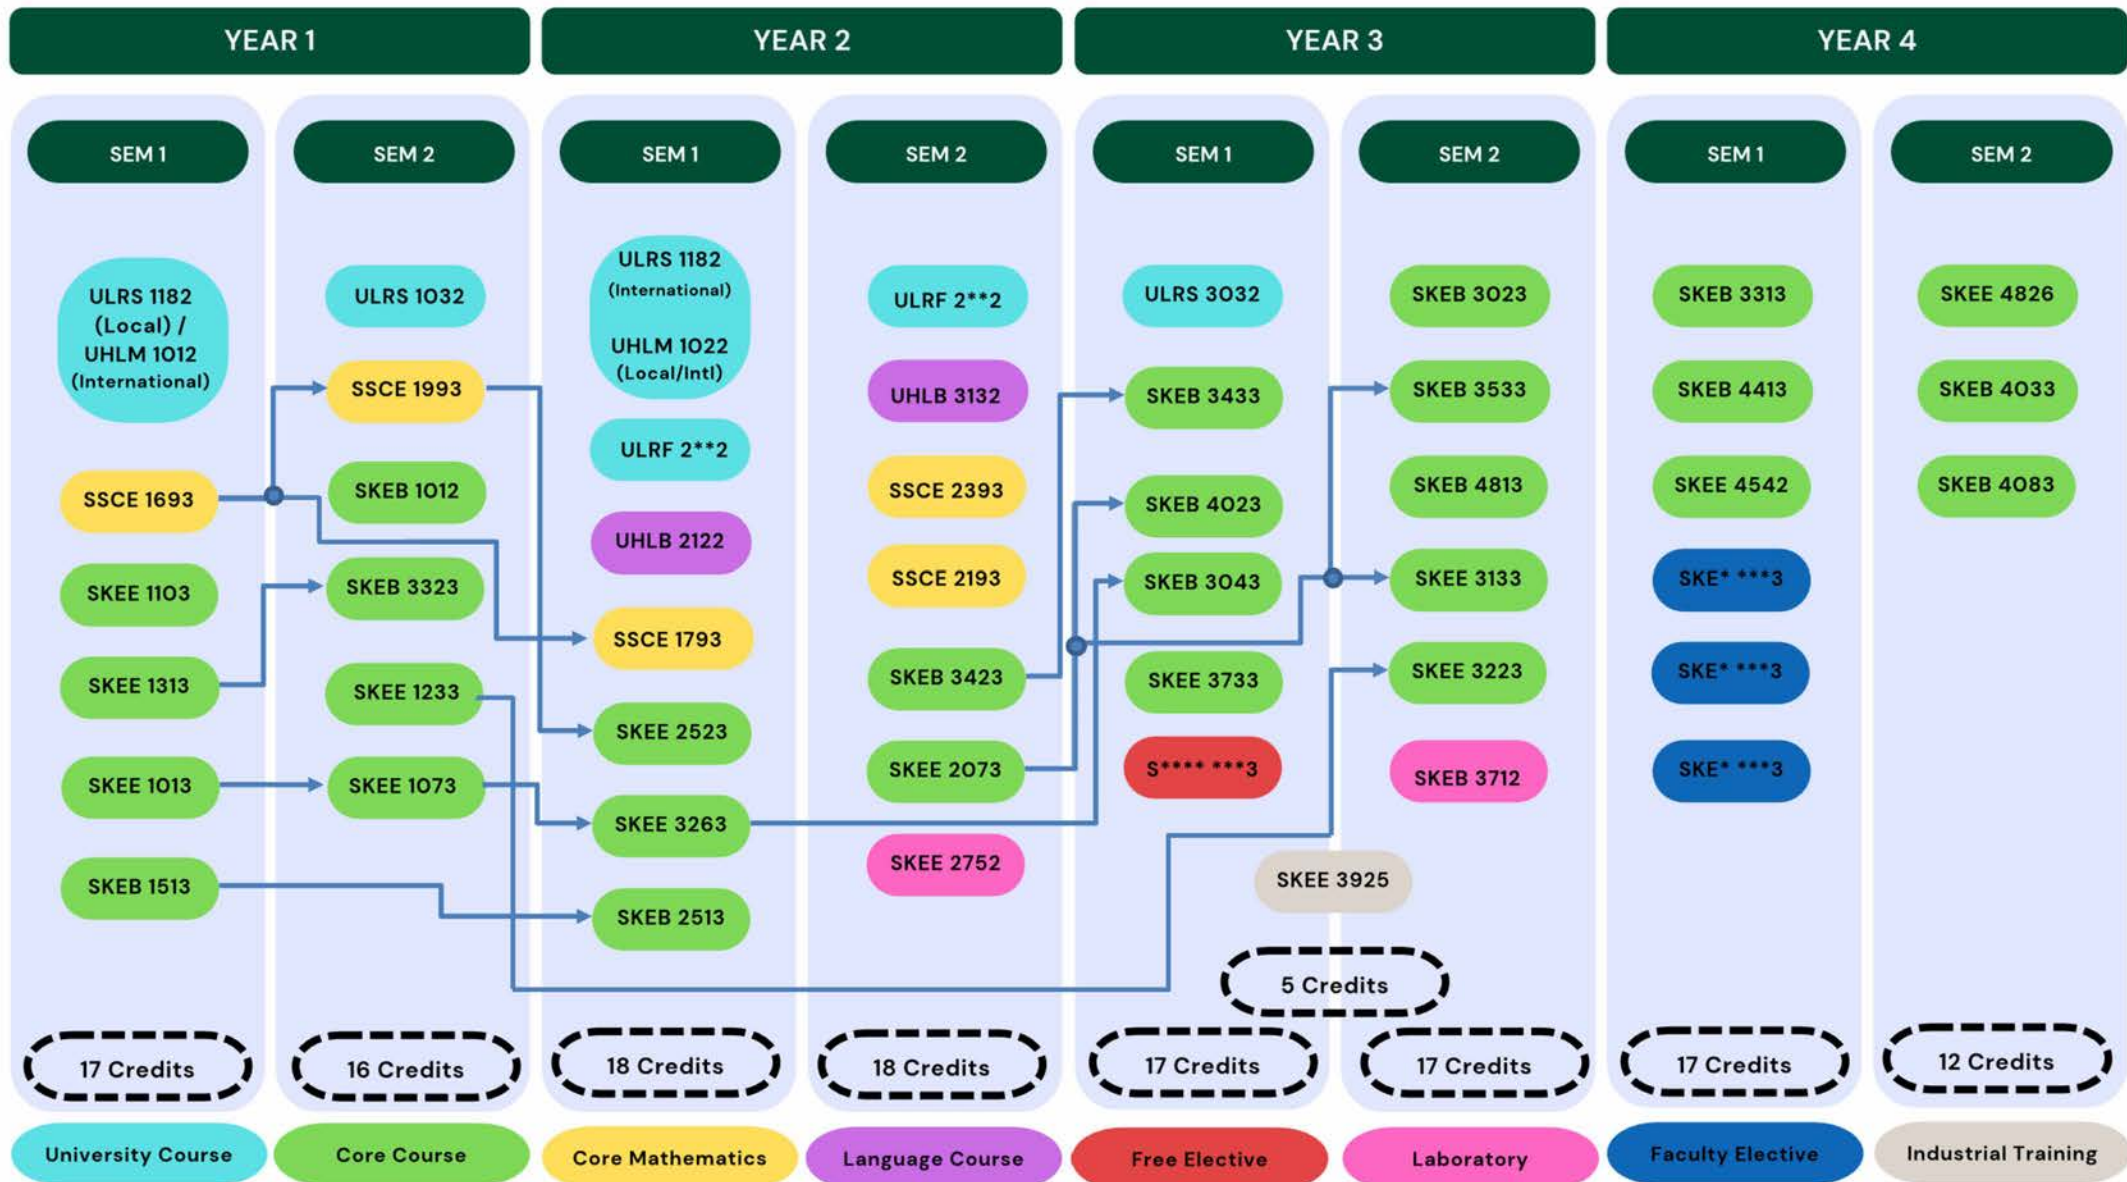 YEAR 1
YEAR 2
YEAR 3
YEAR 4
SEM 1
SEM 2
SEM 1
SEM 2
SEM 1
SEM 2
SEM 1
SEM 2
ULRS 1182
(Local) /
UHLM 1012
(International)
SSCE 1693
SKEE 1103
SKEE 1313
SKEE 1013
SKEB 1513
17 Credits
ULRS 1032
SSCE 1993
SKEB 1012
SKEB 3323
SKEE 1233
SKEE 1073
16 Credits
ULRS 1182
(International)
UHLM 1022
(Local/Intl)
ULRF 2**2
UHLB 2122
SSCE 1793
SKEE 2523
SKEE 3263
SKEB 2513
18 Credits
ULRF 2**2
UHLB 3132
SSCE 2393
SSCE 2193
SKEB 3423
SKEE 2073
SKEE 2752
18 Credits
ULRS 3032
SKEB 3433
SKEB 4023
SKEB 3043
SKEE 3733
S**** ***3
17 Credits
SKEB 3023
SKEB 3533
SKEB 4813
SKEE 3133
SKEE 3223
SKEB 3712
SKEE 3925
5 Credits
17 Credits
SKEB 3313
SKEB 4413
SKEE 4542
SKE* ***3
SKE* ***3
SKE* ***3
17 Credits
SKEE 4826
SKEB 4033
SKEB 4083
12 Credits
University Course
Core Course
Core Mathematics
Language Course
Free Elective
Laboratory
Faculty Elective
Industrial Training